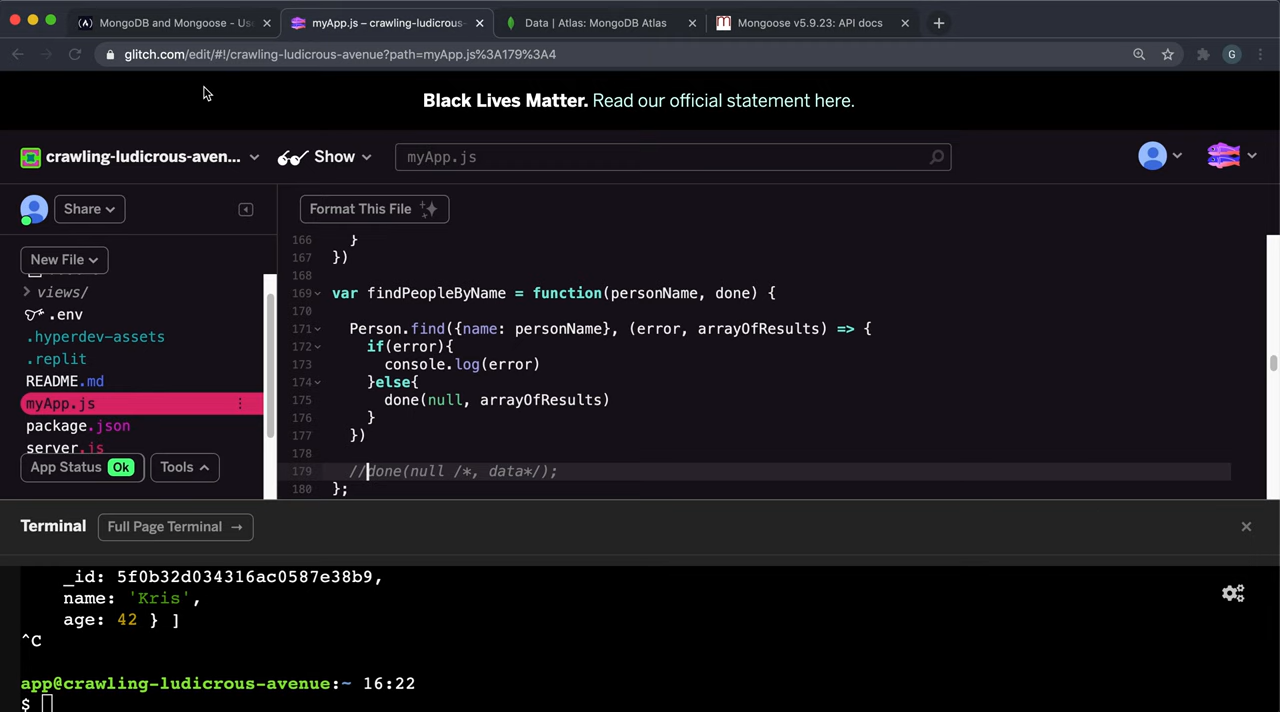 MongoDB and Mongoose - Use
myApp.js – crawling-ludicrous-
Data | Atlas: MongoDB Atlas
Mongoose v5.9.23: API docs
glitch.com/edit/#!/crawling-ludicrous-avenue?path=myApp.js%3A179%3A4
G
Black Lives Matter. Read our official statement here.
crawling-ludicrous-aven...
Show
myApp.js
Share
Format This File
New File
views/
.env
.hyperdev-assets
.replit
README.md
myApp.js
package.json
server.js
App Status Ok
Tools
166 }
167 })
168
169 var findPeopleByName = function(personName, done) {
170
171 Person.find({name: personName}, (error, arrayOfResults) => {
172 if(error){
173 console.log(error)
174 }else{
175 done(null, arrayOfResults)
176 }
177 })
178
179 //done(null /*, data*/);
180 };
Terminal
Full Page Terminal →
_id: 5f0b32d034316ac0587e38b9,
name: 'Kris',
age: 42 } ]
^C
app@crawling-ludicrous-avenue:~ 16:22
$